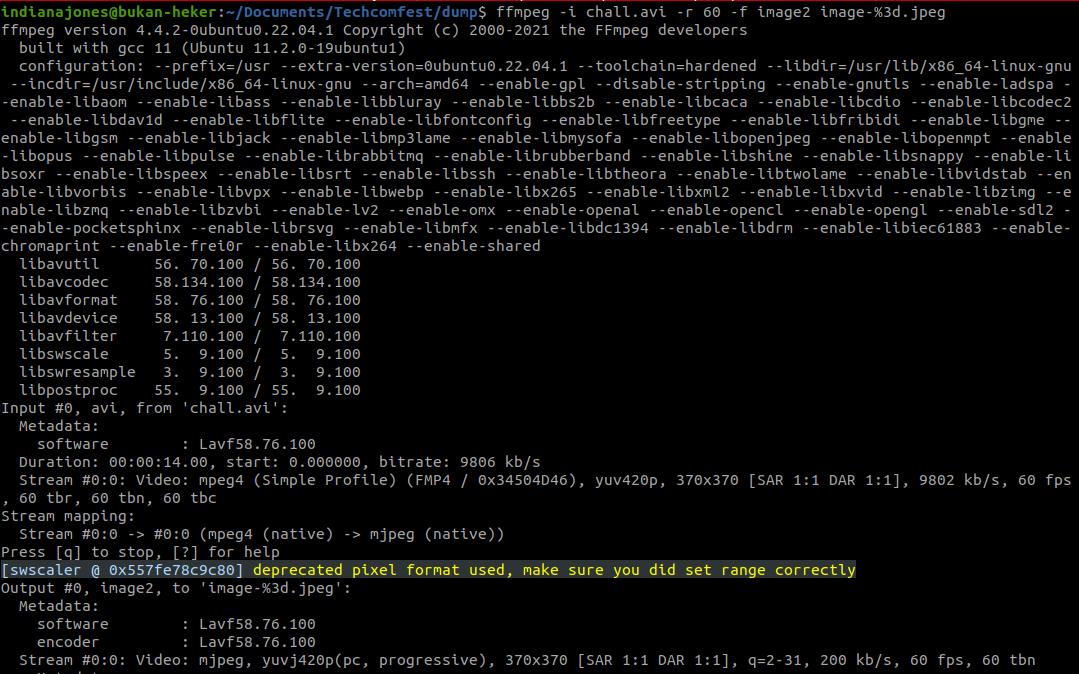 indianajones@bukan-heker:~/Documents/Techcomfest/dump$ ffmpeg -i chall.avi -r 60 -f image2 image-%3d.jpeg
ffmpeg version 4.4.2-0ubuntu0.22.04.1 Copyright (c) 2000-2021 the FFmpeg developers
  built with gcc 11 (Ubuntu 11.2.0-19ubuntu1)
  configuration: --prefix=/usr --extra-version=0ubuntu0.22.04.1 --toolchain=hardened --libdir=/usr/lib/x86_64-linux-gnu
 --incdir=/usr/include/x86_64-linux-gnu --arch=amd64 --enable-gpl --disable-stripping --enable-gnutls --enable-ladspa -
-enable-libaom --enable-libass --enable-libbluray --enable-libbs2b --enable-libcaca --enable-libcdio --enable-libcodec2
 --enable-libdav1d --enable-libflite --enable-libfontconfig --enable-libfreetype --enable-libfribidi --enable-libgme --
enable-libgsm --enable-libjack --enable-libmp3lame --enable-libmysofa --enable-libopenjpeg --enable-libopenmpt --enable
-libopus --enable-libpulse --enable-librabbitmq --enable-librubberband --enable-libshine --enable-libsnappy --enable-li
bsoxr --enable-libspeex --enable-libsrt --enable-libssh --enable-libtheora --enable-libtwolame --enable-libvidstab --en
able-libvorbis --enable-libvpx --enable-libwebp --enable-libx265 --enable-libxml2 --enable-libxvid --enable-libzimg --e
nable-libzmq --enable-libzvbi --enable-lv2 --enable-omx --enable-openal --enable-opencl --enable-opengl --enable-sdl2 -
-enable-pocketsphinx --enable-librsvg --enable-libmfx --enable-libdc1394 --enable-libdrm --enable-libiec61883 --enable-
chromaprint --enable-frei0r --enable-libx264 --enable-shared
  libavutil      56. 70.100 / 56. 70.100
  libavcodec     58.134.100 / 58.134.100
  libavformat    58. 76.100 / 58. 76.100
  libavdevice    58. 13.100 / 58. 13.100
  libavfilter     7.110.100 /  7.110.100
  libswscale      5.  9.100 /  5.  9.100
  libswresample   3.  9.100 /  3.  9.100
  libpostproc    55.  9.100 / 55.  9.100
Input #0, avi, from 'chall.avi':
  Metadata:
    software        : Lavf58.76.100
  Duration: 00:00:14.00, start: 0.000000, bitrate: 9806 kb/s
  Stream #0:0: Video: mpeg4 (Simple Profile) (FMP4 / 0x34504D46), yuv420p, 370x370 [SAR 1:1 DAR 1:1], 9802 kb/s, 60 fps
, 60 tbr, 60 tbn, 60 tbc
Stream mapping:
  Stream #0:0 -> #0:0 (mpeg4 (native) -> mjpeg (native))
Press [q] to stop, [?] for help
[swscaler @ 0x557fe78c9c80] deprecated pixel format used, make sure you did set range correctly
Output #0, image2, to 'image-%3d.jpeg':
  Metadata:
    software        : Lavf58.76.100
    encoder         : Lavf58.76.100
  Stream #0:0: Video: mjpeg, yuvj420p(pc, progressive), 370x370 [SAR 1:1 DAR 1:1], q=2-31, 200 kb/s, 60 fps, 60 tbn